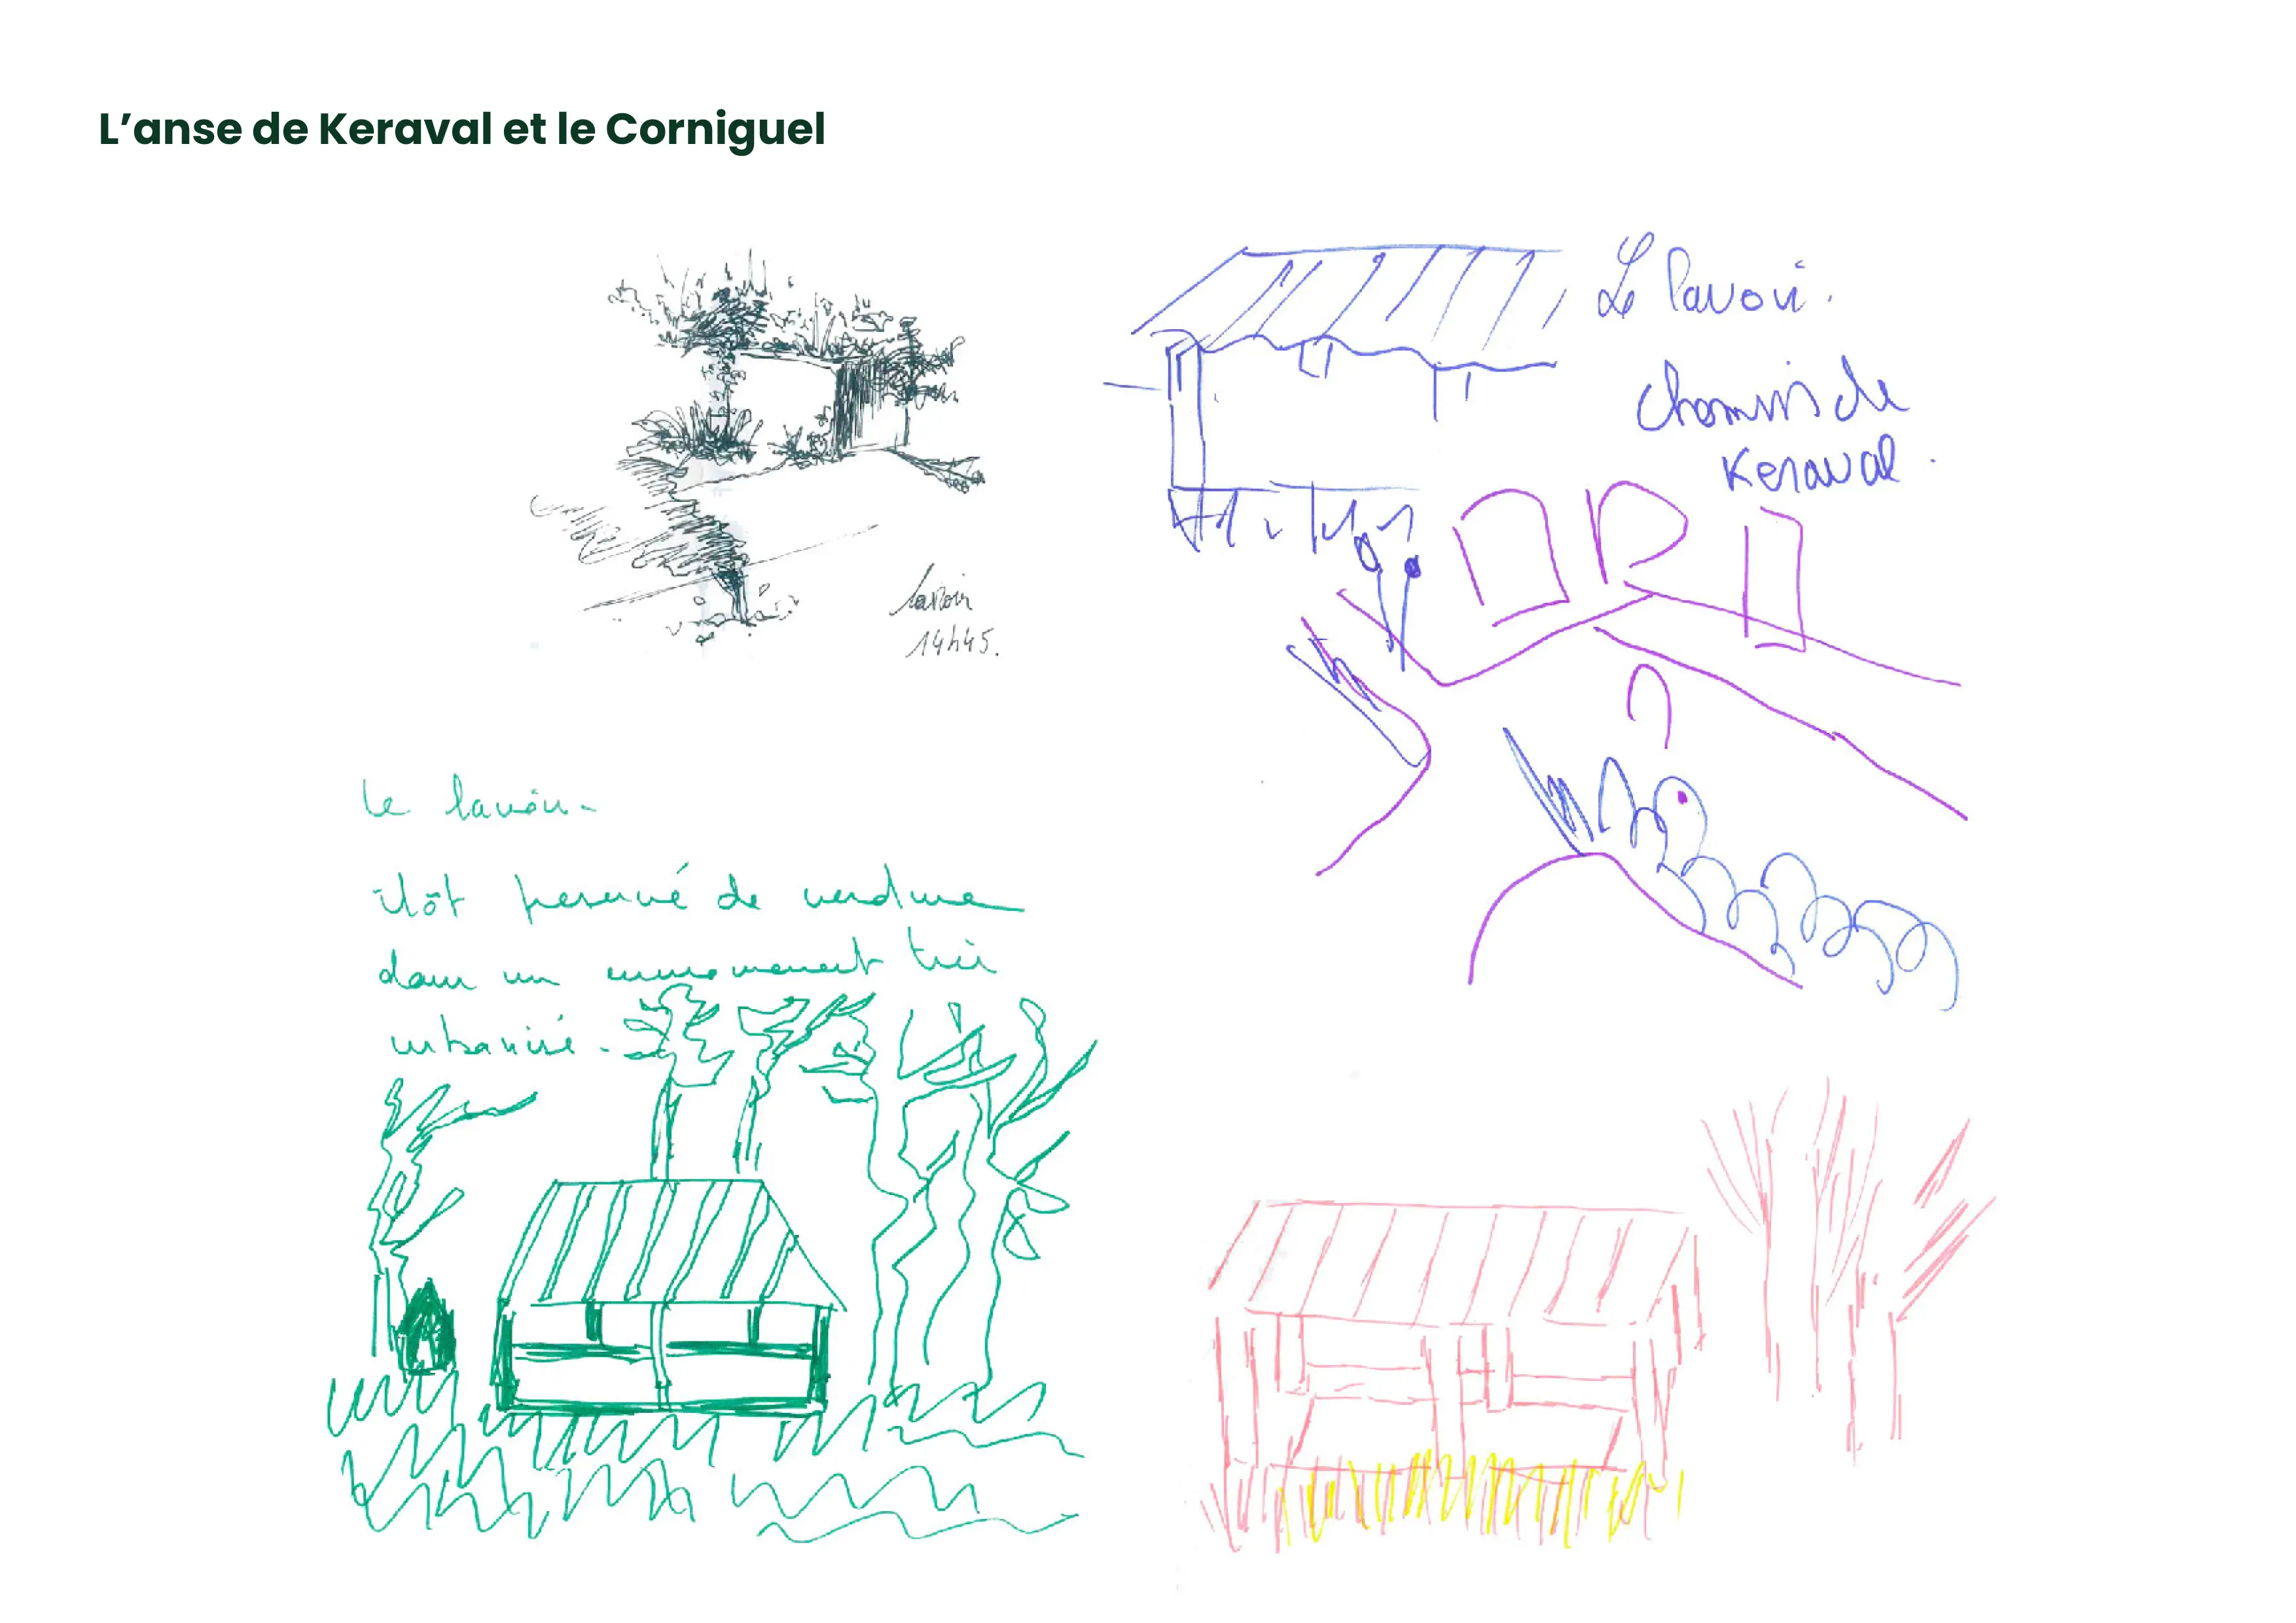 L’anse de Keraval et le Corniguel
Le lavoir.
Chemin de
Keraval.
lavoir
14h45.
le lavoir-
îlôt préservé de verdure
dans un environnement très
urbanisé.